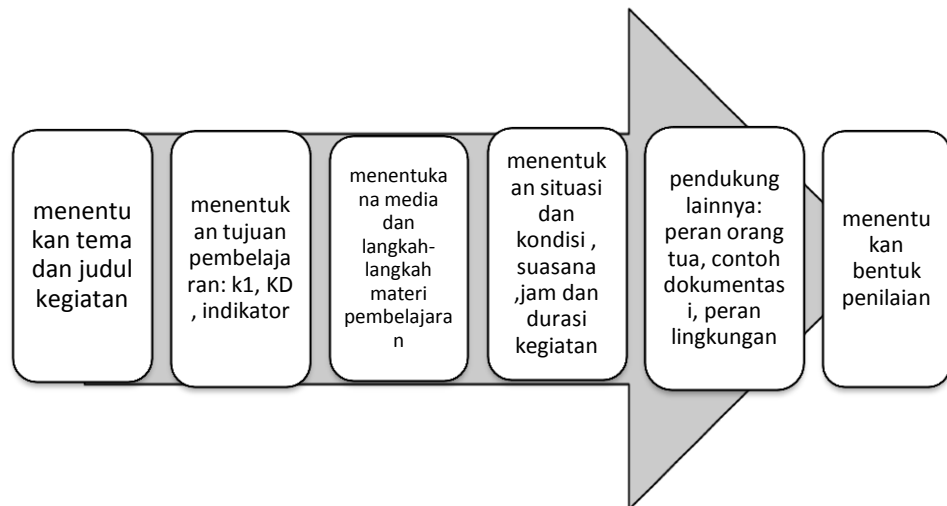 menentu
kan tema
dan judul
kegiatan
menentuk
an tujuan
pembelaja
ran: k1, KD
, indikator
menentuka
na media
dan
langkah-
langkah
materi
pembelajara
n
menentuk
an situasi
dan
kondisi ,
suasana
,jam dan
durasi
kegiatan
pendukung
lainnya:
peran orang
tua, contoh
dokumentas
i, peran
lingkungan
menentu
kan
bentuk
penilaian